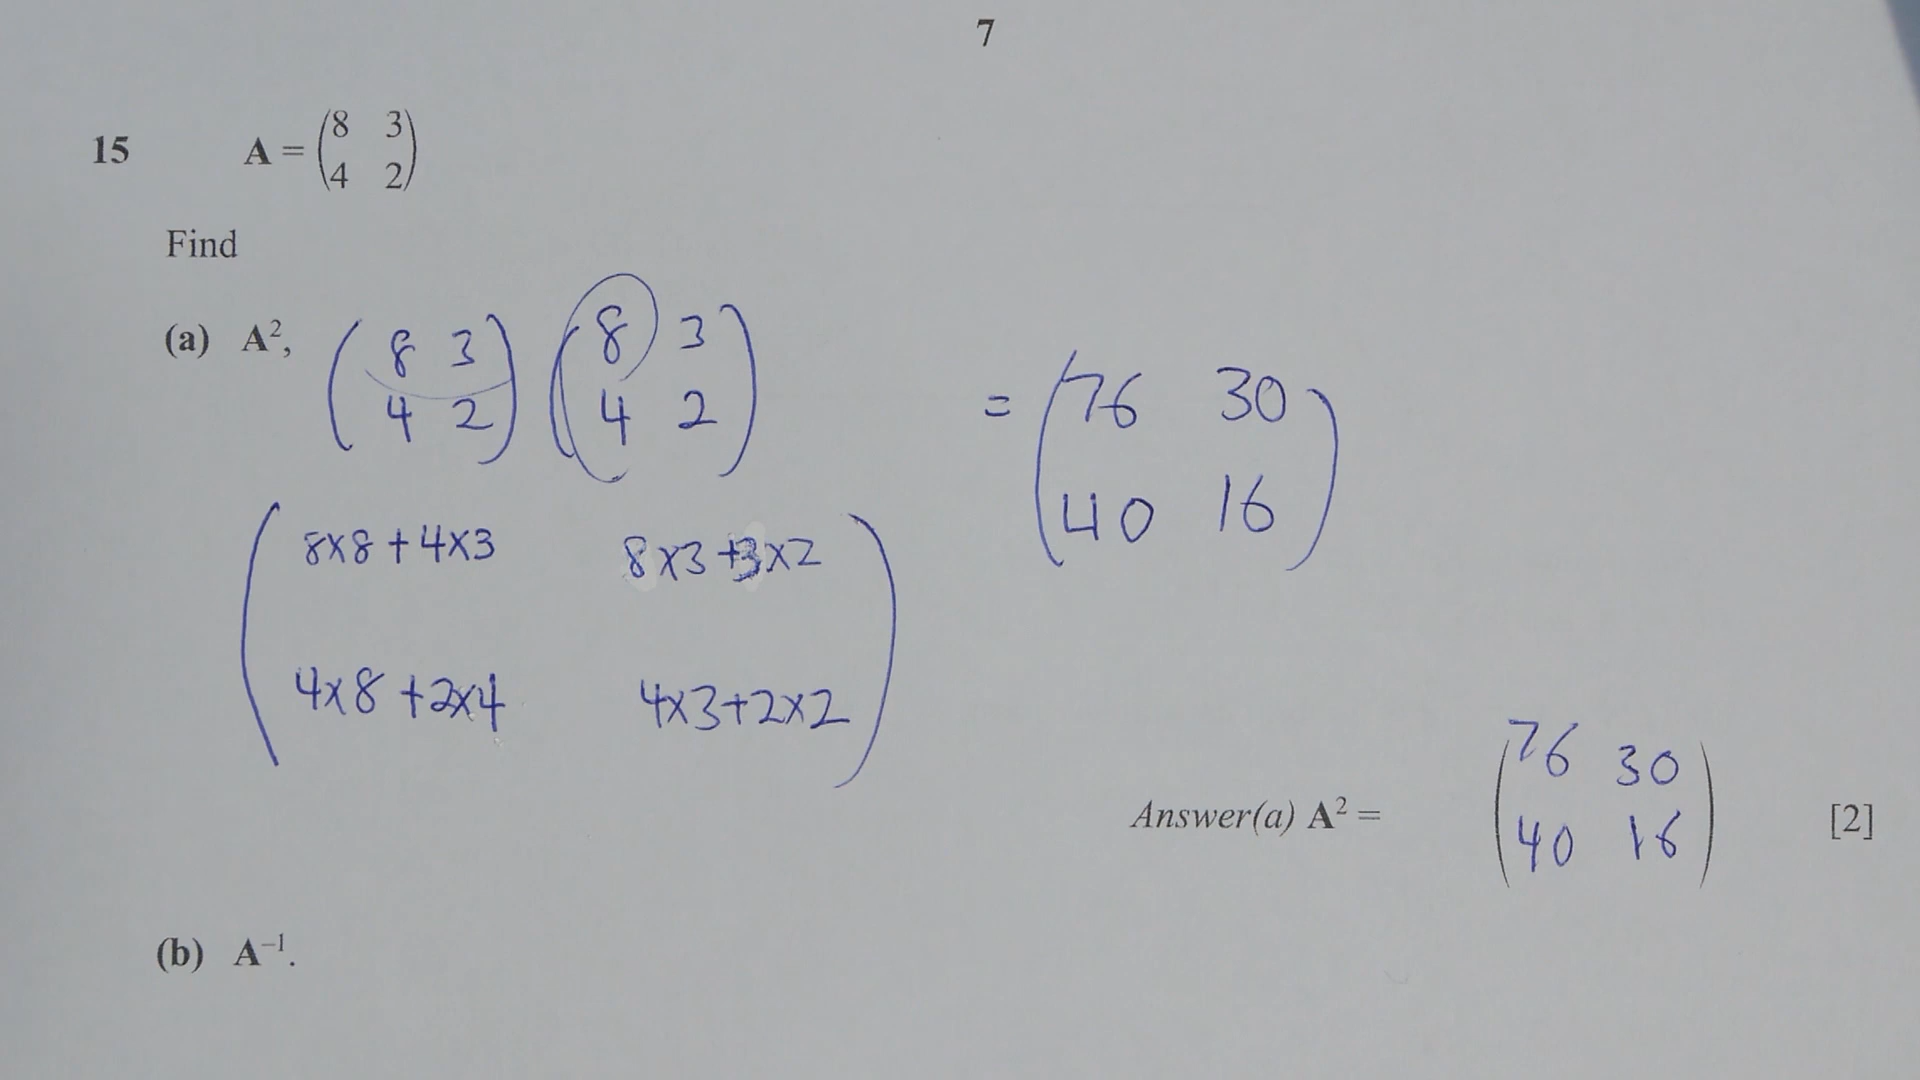 7
15 A = (8 3
4 2)
Find
(a) A², (8 3
4 2) (8 3
4 2) = (76 30
40 16)
(8x8 + 4x3 8x3 + 3x2
4x8 + 2x4 4x3 + 2x2)
Answer(a) A² = (76 30
40 16) [2]
(b) A⁻¹.